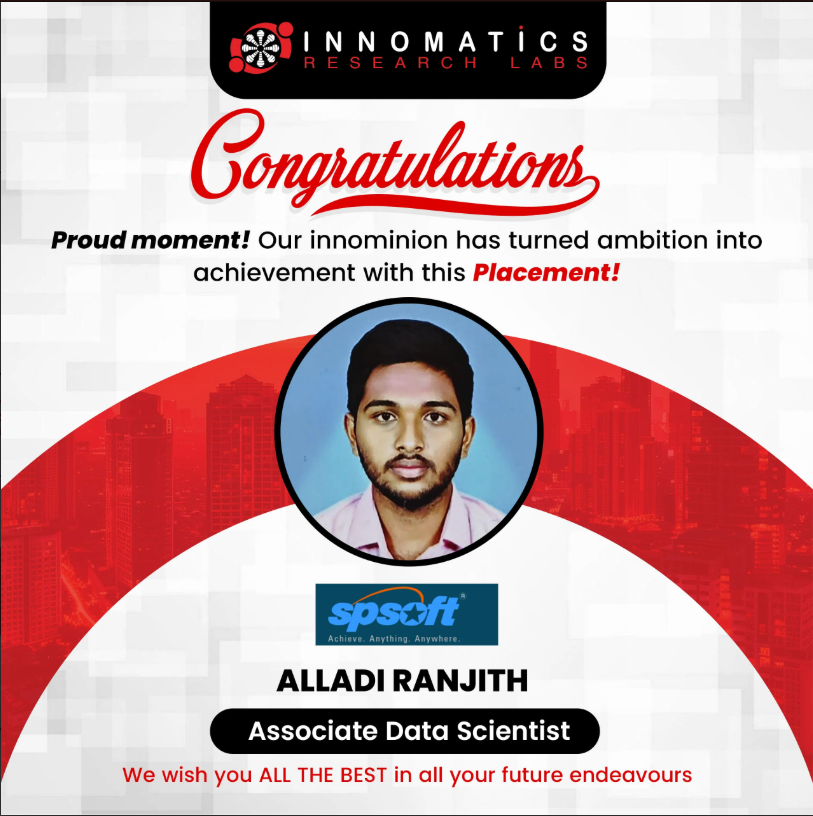 INNOMATiCS
RESEARCH LABS
Congratulations
Proud moment! Our innominion has turned ambition into
achievement with this Placement!
spsoft®
Achieve. Anything. Anywhere.
ALLADI RANJITH
Associate Data Scientist
We wish you ALL THE BEST in all your future endeavours